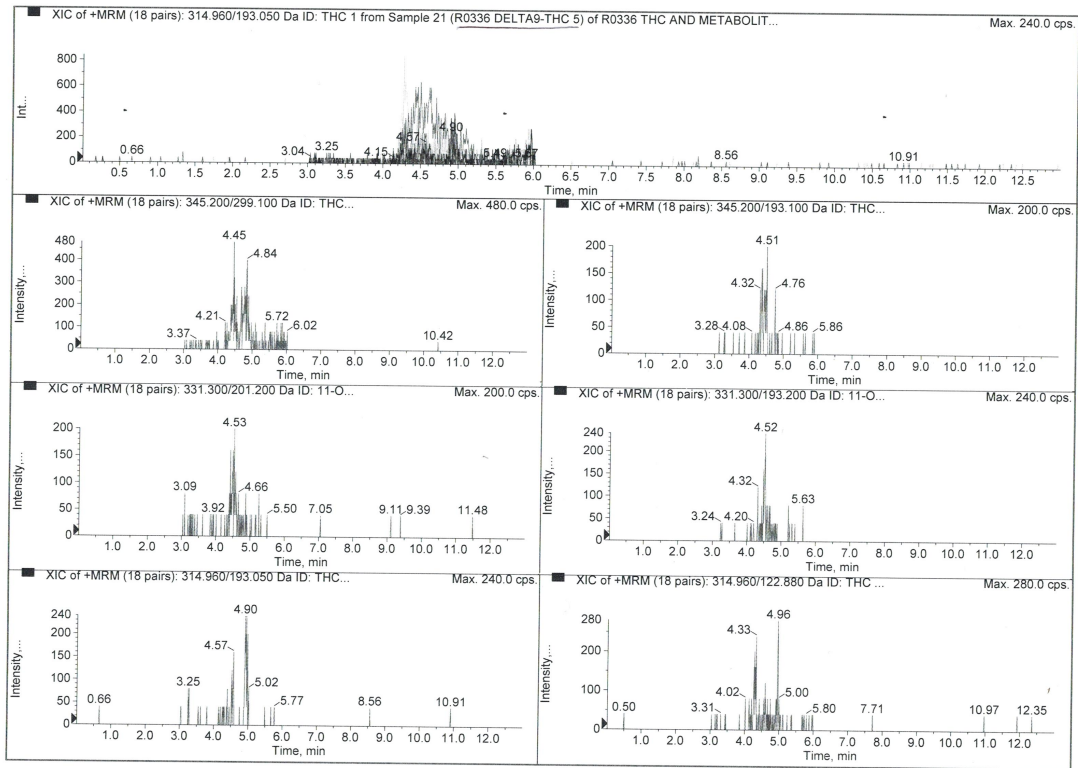 XIC of +MRM (18 pairs): 314.960/193.050 Da ID: THC 1 from Sample 21 (R0336 DELTA9-THC 5) of R0336 THC AND METABOLIT... Max. 240.0 cps.
Int...
800
600
400
200
0
0.66 3.04 3.25 4.15 4.57 4.90 5.49 5.67 8.56 10.91
0.5 1.0 1.5 2.0 2.5 3.0 3.5 4.0 4.5 5.0 5.5 6.0 6.5 7.0 7.5 8.0 8.5 9.0 9.5 10.0 10.5 11.0 11.5 12.0 12.5
Time, min
XIC of +MRM (18 pairs): 345.200/299.100 Da ID: THC... Max. 480.0 cps.
Intensity,...
480
400
300
200
100
0
3.37 4.21 4.45 4.84 5.72 6.02 10.42
1.0 2.0 3.0 4.0 5.0 6.0 7.0 8.0 9.0 10.0 11.0 12.0
Time, min
XIC of +MRM (18 pairs): 345.200/193.100 Da ID: THC... Max. 200.0 cps.
Intensity,...
200
150
100
50
0
3.28 4.08 4.32 4.51 4.76 4.86 5.86
1.0 2.0 3.0 4.0 5.0 6.0 7.0 8.0 9.0 10.0 11.0 12.0
Time, min
XIC of +MRM (18 pairs): 331.300/201.200 Da ID: 11-O... Max. 200.0 cps.
Intensity,...
200
150
100
50
0
3.09 3.92 4.53 4.66 5.50 7.05 9.11 9.39 11.48
1.0 2.0 3.0 4.0 5.0 6.0 7.0 8.0 9.0 10.0 11.0 12.0
Time, min
XIC of +MRM (18 pairs): 331.300/193.200 Da ID: 11-O... Max. 240.0 cps.
Intensity,...
240
200
150
100
50
0
3.24 4.20 4.32 4.52 5.63
1.0 2.0 3.0 4.0 5.0 6.0 7.0 8.0 9.0 10.0 11.0 12.0
Time, min
XIC of +MRM (18 pairs): 314.960/193.050 Da ID: THC... Max. 240.0 cps.
Intensity,...
240
200
150
100
50
0
0.66 3.25 4.57 4.90 5.02 5.77 8.56 10.91
1.0 2.0 3.0 4.0 5.0 6.0 7.0 8.0 9.0 10.0 11.0 12.0
Time, min
XIC of +MRM (18 pairs): 314.960/122.880 Da ID: THC ... Max. 280.0 cps.
Intensity,...
280
200
100
0
0.50 3.31 4.02 4.33 4.96 5.00 5.80 7.71 10.97 12.35
1.0 2.0 3.0 4.0 5.0 6.0 7.0 8.0 9.0 10.0 11.0 12.0
Time, min